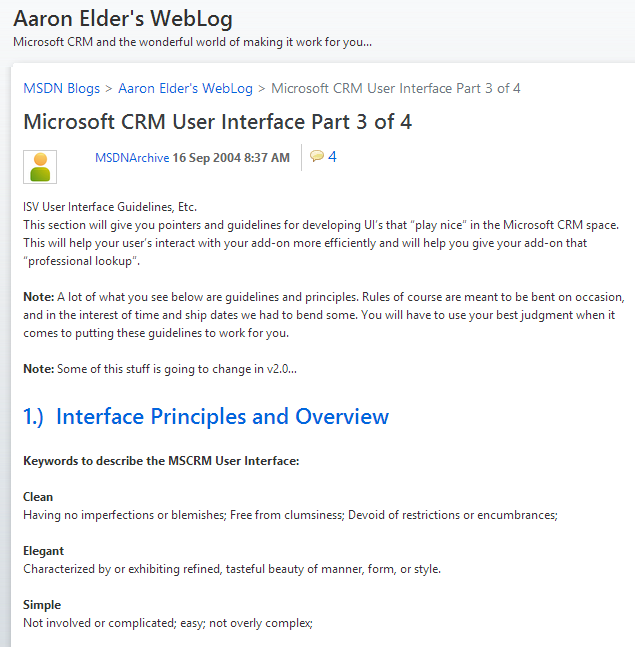 Aaron Elder's WebLog
Microsoft CRM and the wonderful world of making it work for you...
MSDN Blogs > Aaron Elder's WebLog > Microsoft CRM User Interface Part 3 of 4
Microsoft CRM User Interface Part 3 of 4
MSDNArchive 16 Sep 2004 8:37 AM 4
ISV User Interface Guidelines, Etc.
This section will give you pointers and guidelines for developing UI's that “play nice” in the Microsoft CRM space.
This will help your user's interact with your add-on more efficiently and will help you give your add-on that
“professional lookup”.
Note: A lot of what you see below are guidelines and principles. Rules of course are meant to be bent on occasion,
and in the interest of time and ship dates we had to bend some. You will have to use your best judgment when it
comes to putting these guidelines to work for you.
Note: Some of this stuff is going to change in v2.0...
1.) Interface Principles and Overview
Keywords to describe the MSCRM User Interface:
Clean
Having no imperfections or blemishes; Free from clumsiness; Devoid of restrictions or encumbrances;
Elegant
Characterized by or exhibiting refined, tasteful beauty of manner, form, or style.
Simple
Not involved or complicated; easy; not overly complex;